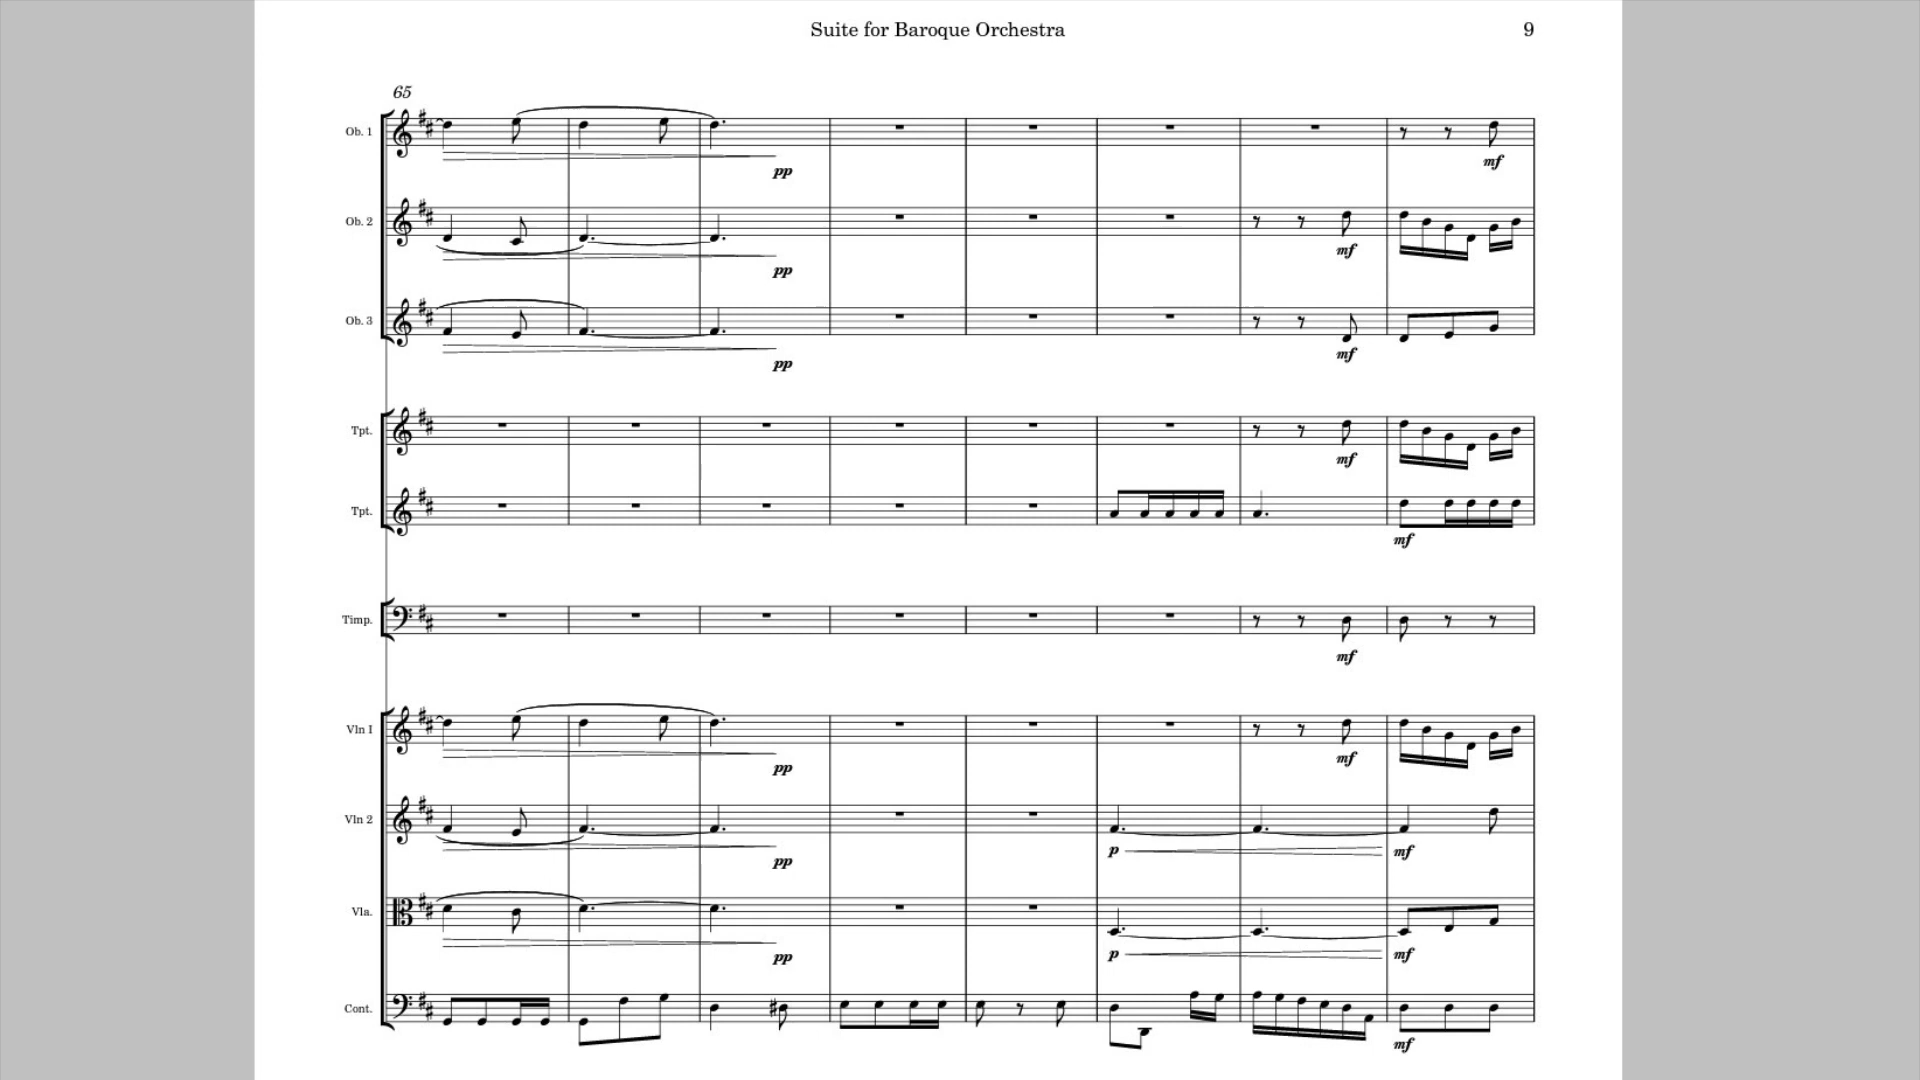 Suite for Baroque Orchestra 9
65
Ob. 1
pp mf
Ob. 2
pp mf
Ob. 3
pp mf
Tpt.
mf
Tpt.
mf
Timp.
mf
Vln I
pp mf
Vln 2
pp p mf
Vla.
pp p mf
Cont.
mf